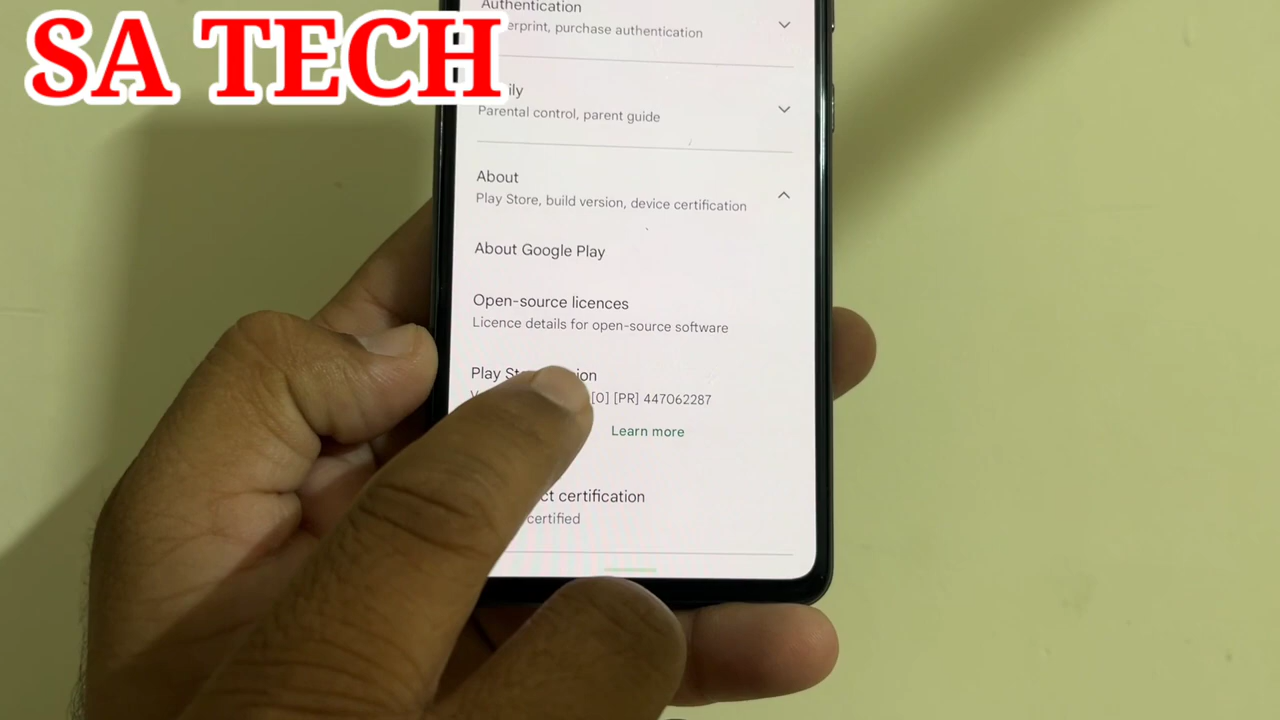 SA TECH
Authentication
erprint, purchase authentication
ily
Parental control, parent guide
About
Play Store, build version, device certification
About Google Play
Open-source licences
Licence details for open-source software
Play St ion
[0] [PR] 447062287
Learn more
ct certification
certified